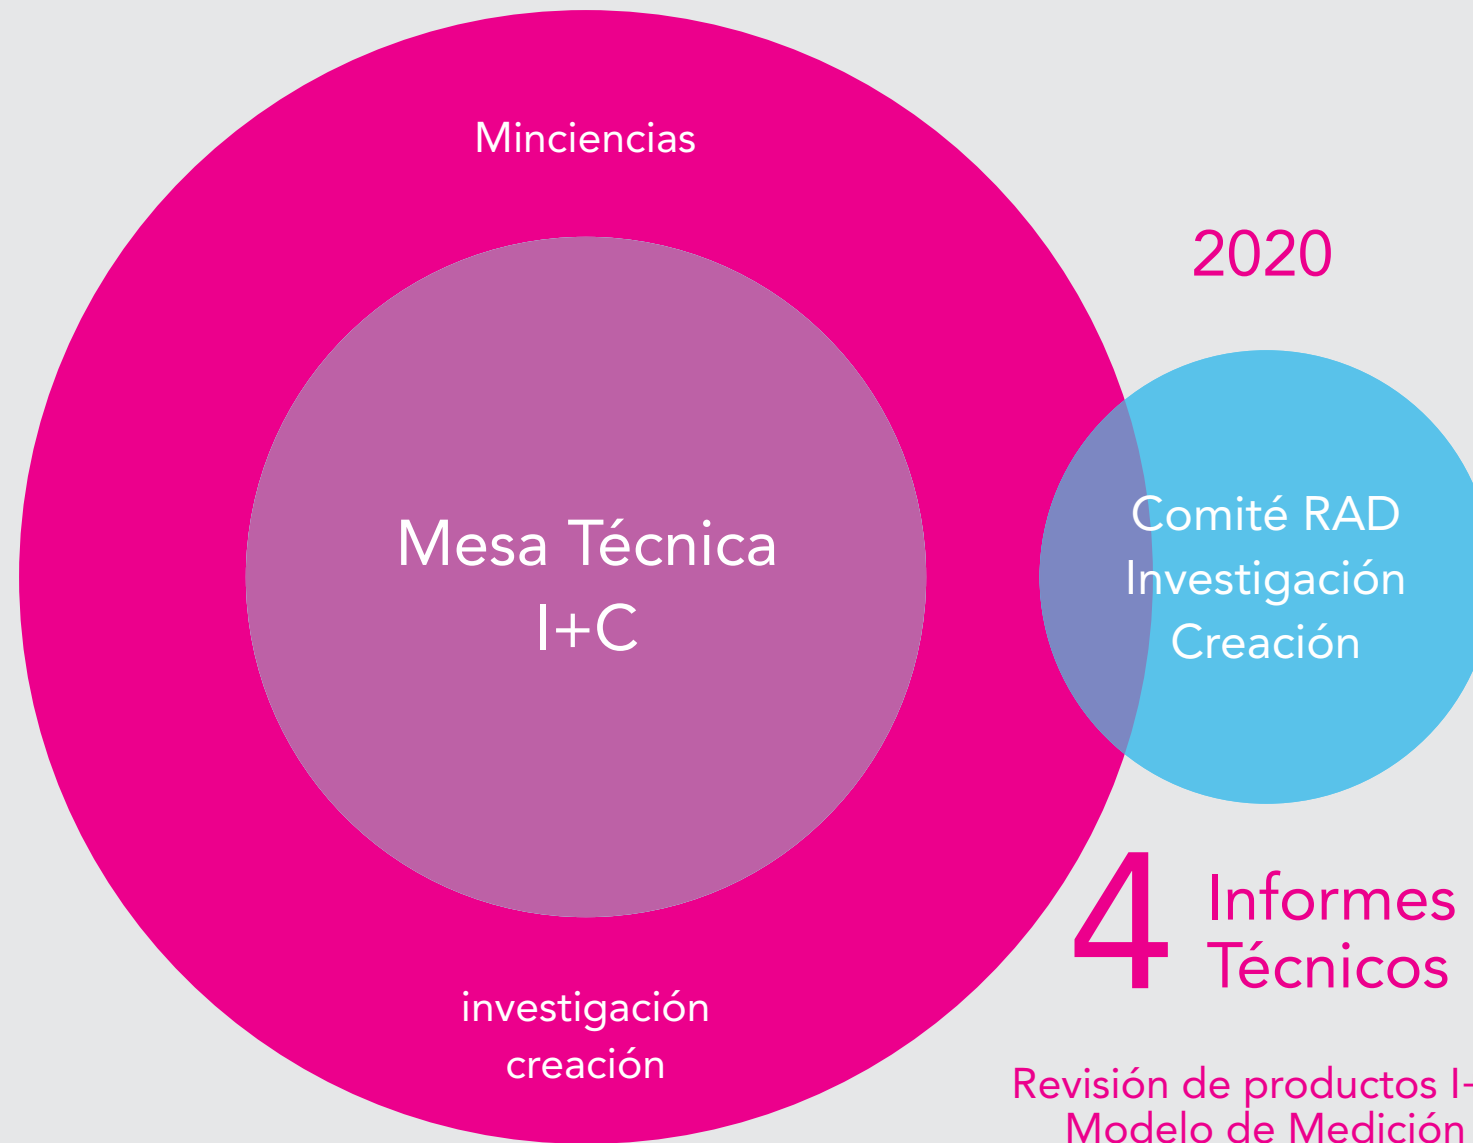 Minciencias
Mesa Técnica
I+C
investigación
creación
2020
Comité RAD
Investigación
Creación
4 Informes
Técnicos
Revisión de productos I-
Modelo de Medición